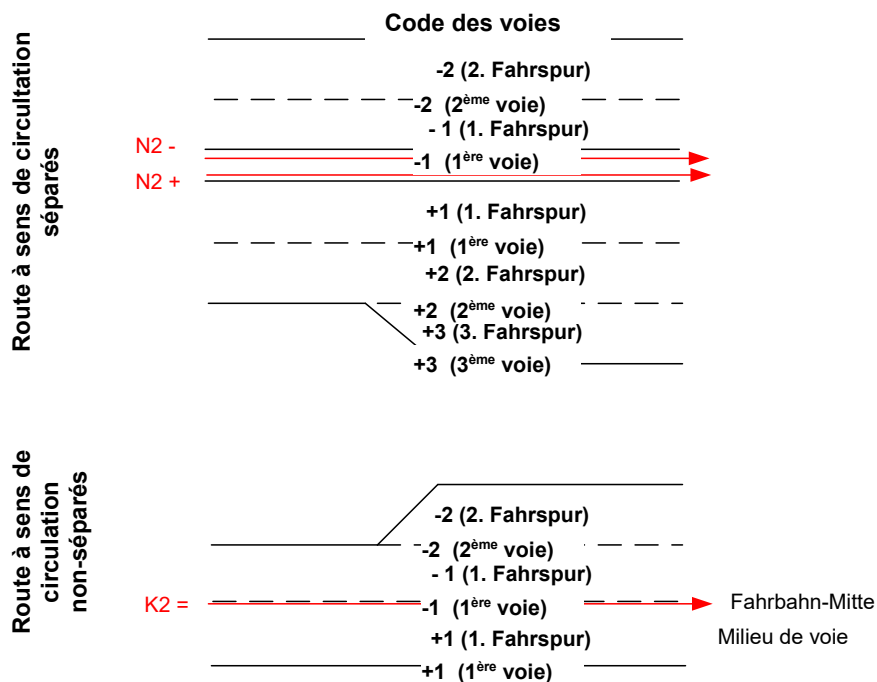 Code des voies
Route à sens de circultation
séparés
-2 (2. Fahrspur)
-2 (2ème voie)
- 1 (1. Fahrspur)
N2 -
-1 (1ère voie)
N2 +
+1 (1. Fahrspur)
+1 (1ère voie)
+2 (2. Fahrspur)
+2 (2ème voie)
+3 (3. Fahrspur)
+3 (3ème voie)
Route à sens de
circulation
non-séparés
-2 (2. Fahrspur)
-2 (2ème voie)
- 1 (1. Fahrspur)
K2 =
-1 (1ère voie)
Fahrbahn-Mitte
+1 (1. Fahrspur)
Milieu de voie
+1 (1ère voie)